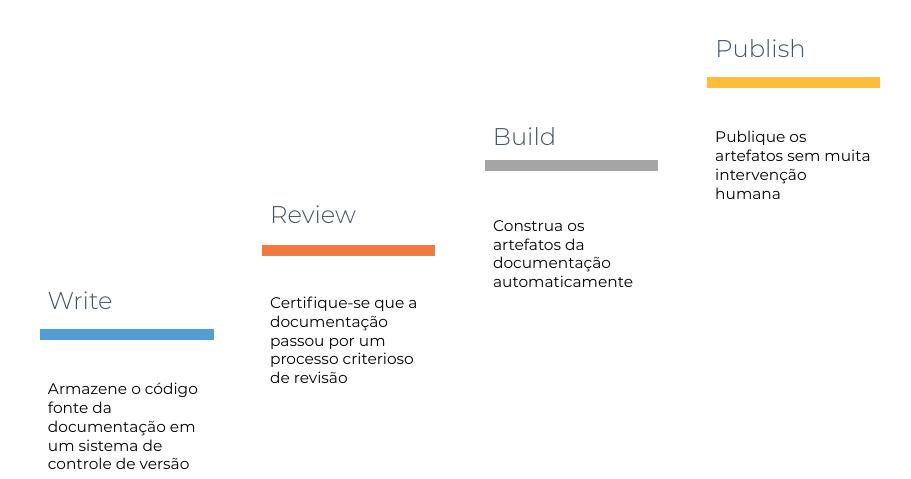 Write
Armazene o código
fonte da
documentação em
um sistema de
controle de versão
Review
Certifique-se que a
documentação
passou por um
processo criterioso
de revisão
Build
Construa os
artefatos da
documentação
automaticamente
Publish
Publique os
artefatos sem muita
intervenção
humana